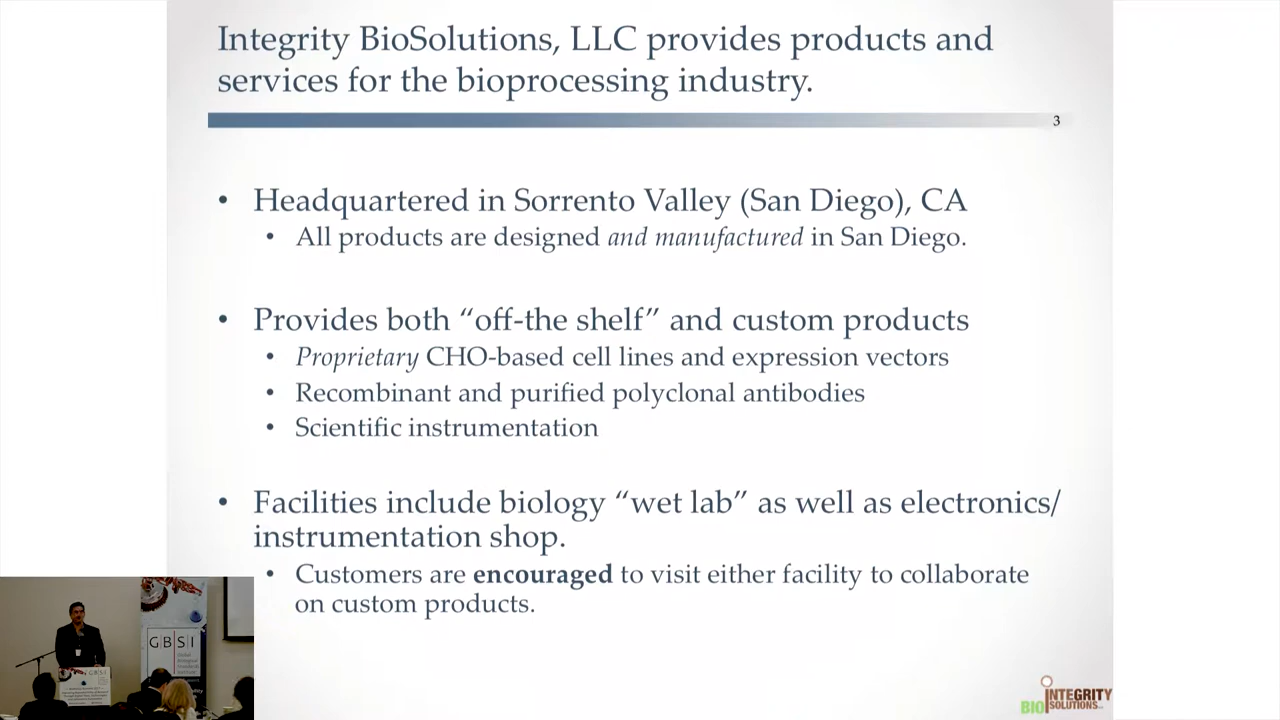 Integrity BioSolutions, LLC provides products and
services for the bioprocessing industry.
3
• Headquartered in Sorrento Valley (San Diego), CA
• All products are designed and manufactured in San Diego.
• Provides both “off-the shelf” and custom products
• Proprietary CHO-based cell lines and expression vectors
• Recombinant and purified polyclonal antibodies
• Scientific instrumentation
• Facilities include biology “wet lab” as well as electronics/
instrumentation shop.
• Customers are encouraged to visit either facility to collaborate
on custom products.
GBSI
GBSI
INTEGRITY
BIO SOLUTIONS